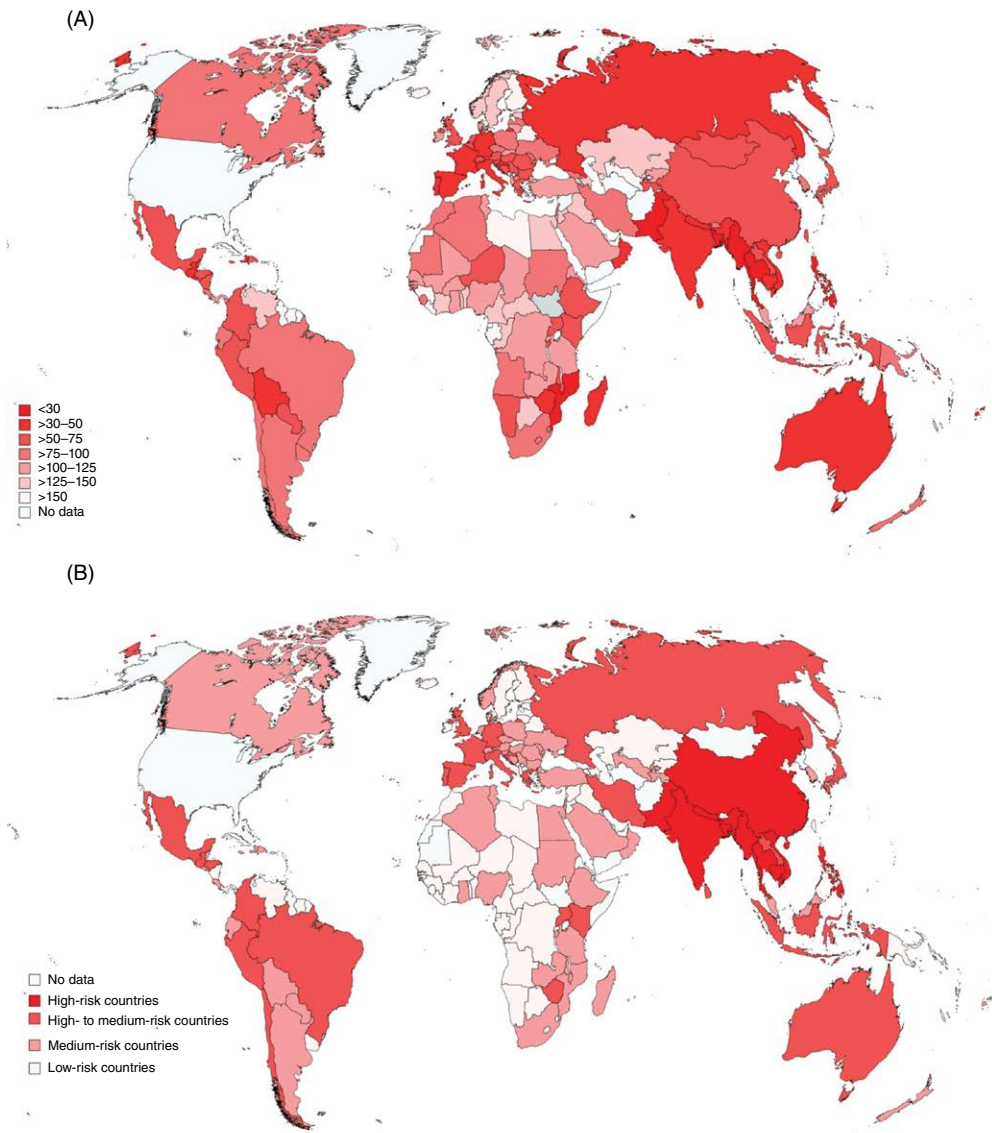 (A)
<30
>30–50
>50–75
>75–100
>100–125
>125–150
>150
No data
(B)
No data
High-risk countries
High- to medium-risk countries
Medium-risk countries
Low-risk countries